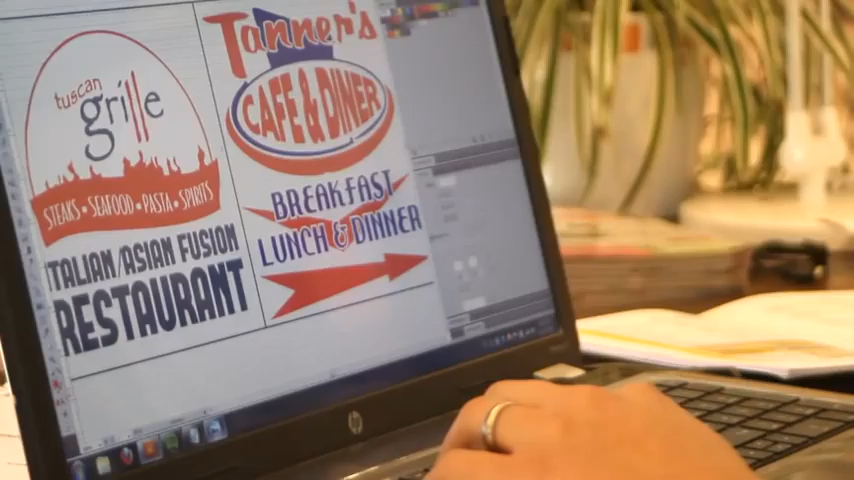 tuscan
grille
STEAKS • SEAFOOD • PASTA • SPIRITS
ITALIAN/ASIAN FUSION
RESTAURANT
Tanner's
CAFE & DINER
BREAKFAST
LUNCH & DINNER
hp